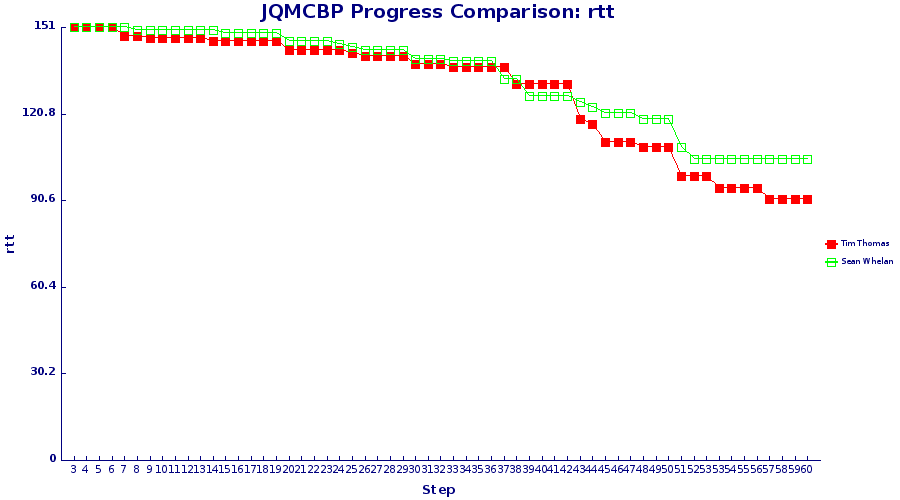 JQMCBP Progress Comparison: rtt
151
120.8
90.6
60.4
30.2
0
rtt
3 4 5 6 7 8 9 10 11 12 13 14 15 16 17 18 19 20 21 22 23 24 25 26 27 28 29 30 31 32 33 34 35 36 37 38 39 40 41 42 43 44 45 46 47 48 49 50 51 52 53 54 55 56 57 58 59 60
Step
Tim Thomas
Sean Whelan